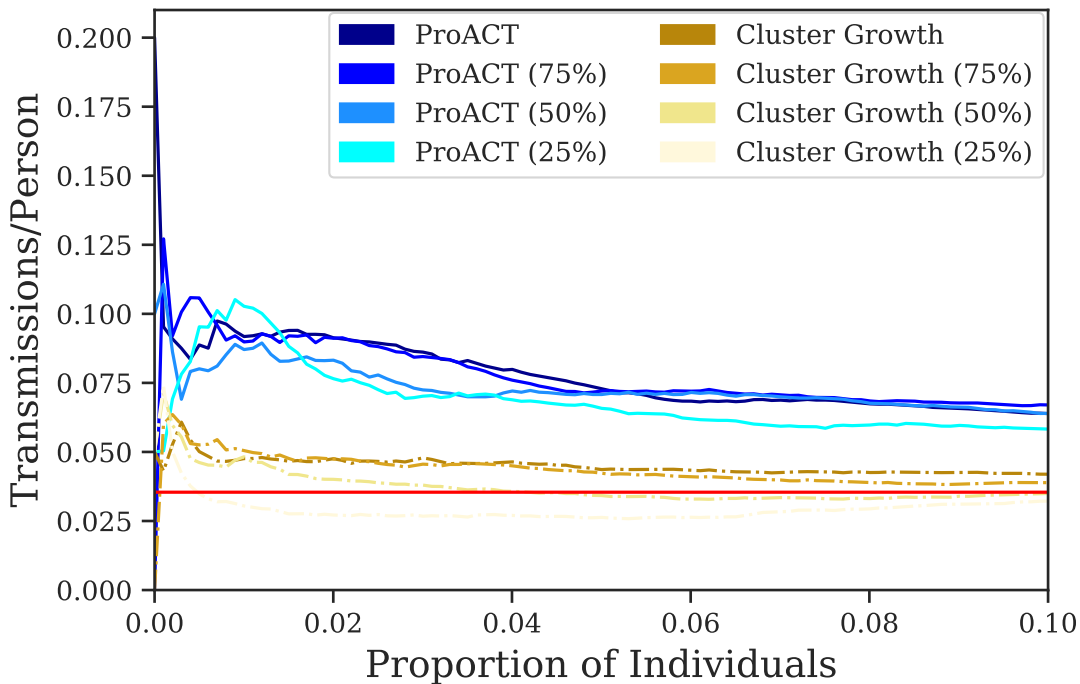 ProACT
ProACT (75%)
ProACT (50%)
ProACT (25%)
Cluster Growth
Cluster Growth (75%)
Cluster Growth (50%)
Cluster Growth (25%)
Transmissions/Person
0.200
0.175
0.150
0.125
0.100
0.075
0.050
0.025
0.000
0.00 0.02 0.04 0.06 0.08 0.10
Proportion of Individuals